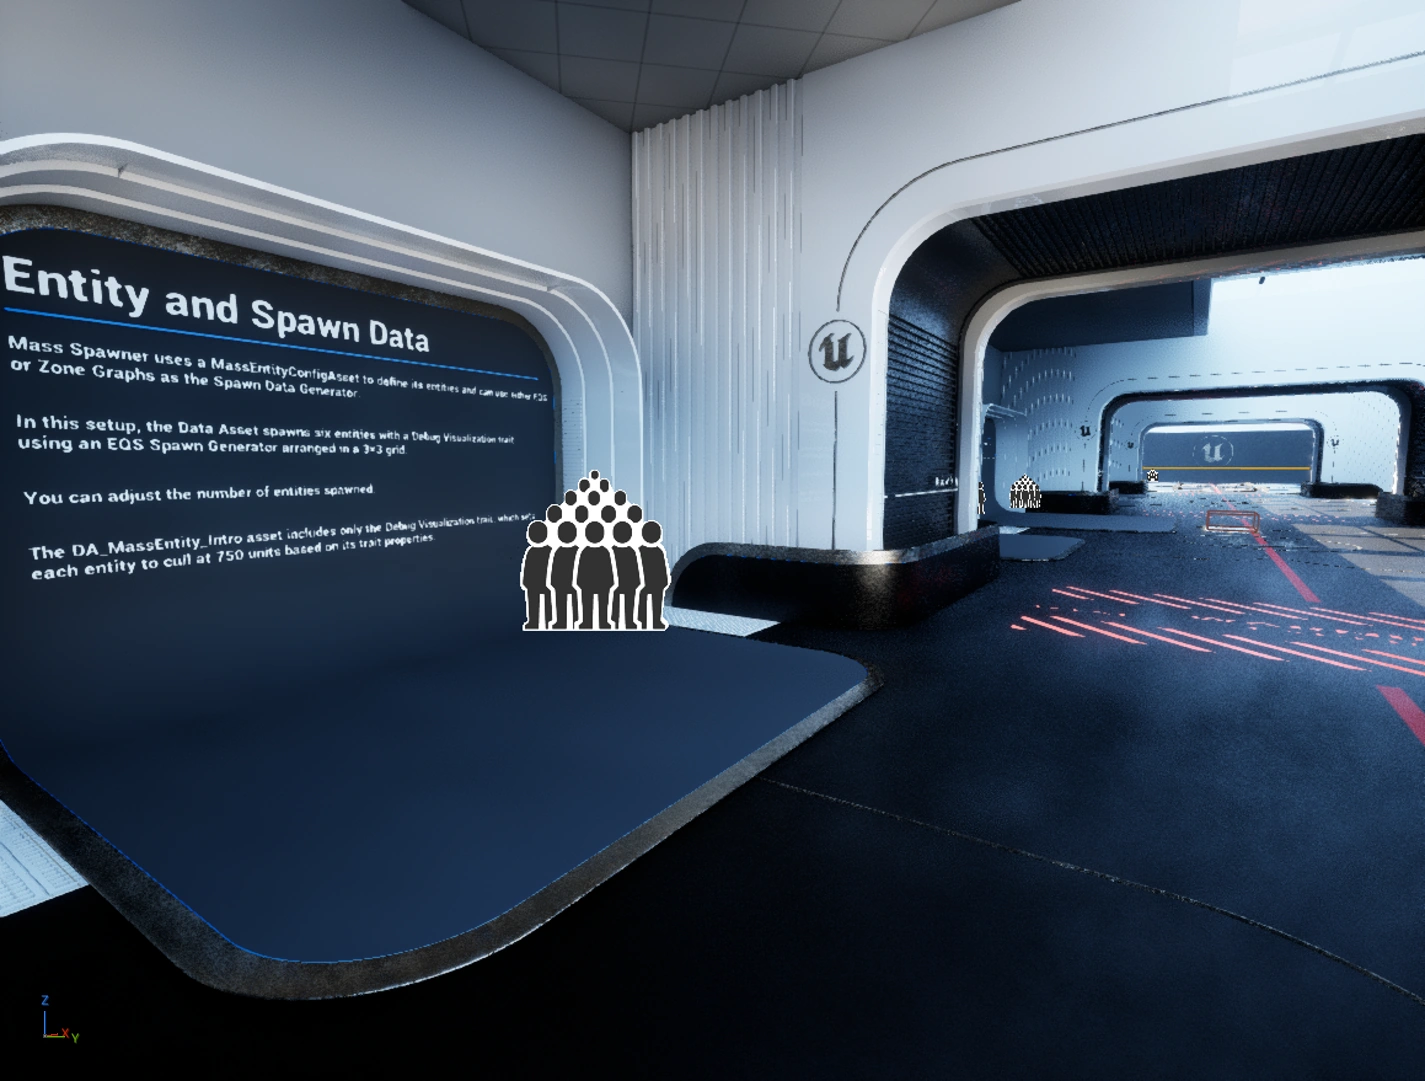 Entity and Spawn Data
Mass Spawner uses a MassEntityConfigAsset to define its entities and can use either EQS
or Zone Graphs as the Spawn Data Generator.
In this setup, the Data Asset spawns six entities with a Debug Visualization trait
using an EQS Spawn Generator arranged in a 3x3 grid.
You can adjust the number of entities spawned.
The DA_MassEntity_Intro asset includes only the Debug Visualization trait, which sets
each entity to cull at 750 units based on its trait properties.
Z
X
Y